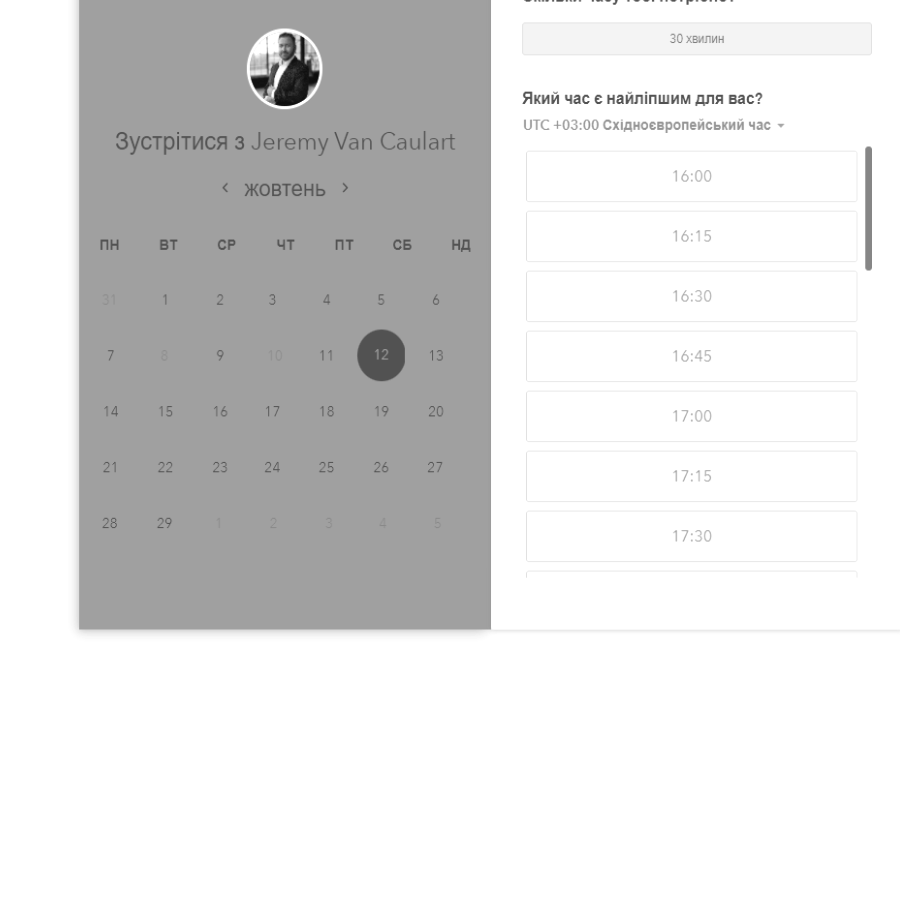 Зустрітися з Jeremy Van Caulart
‹ жовтень ›
ПН ВТ СР ЧТ ПТ СБ НД
31 1 2 3 4 5 6
7 8 9 10 11 12 13
14 15 16 17 18 19 20
21 22 23 24 25 26 27
28 29 1 2 3 4 5
30 хвилин
Який час є найліпшим для вас?
UTC +03:00 Східноєвропейський час
16:00
16:15
16:30
16:45
17:00
17:15
17:30